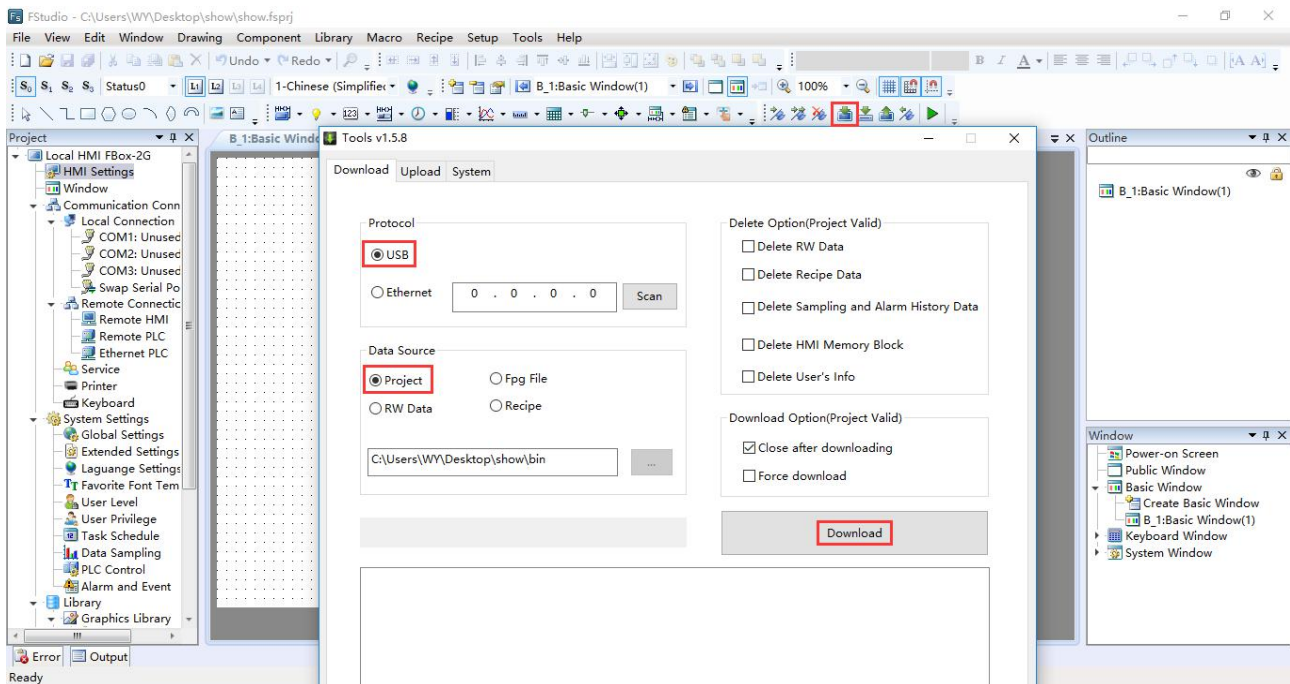 FStudio - C:\Users\WY\Desktop\show\show.fsprj
File View Edit Window Drawing Component Library Macro Recipe Setup Tools Help
Undo Redo
B I A
S0 S1 S2 S3 Status0 L1 L2 L3 L4 1-Chinese (Simplifiec B_1:Basic Window(1) 100%
Project
Local HMI FBox-2G
HMI Settings
Window
Communication Conn
Local Connection
COM1: Unused
COM2: Unused
COM3: Unused
Swap Serial Po
Remote Connectic
Remote HMI
Remote PLC
Ethernet PLC
Service
Printer
Keyboard
System Settings
Global Settings
Extended Settings
Laguange Settings
Favorite Font Tem
User Level
User Privilege
Task Schedule
Data Sampling
PLC Control
Alarm and Event
Library
Graphics Library
Error Output
Ready
B_1:Basic Windo
Tools v1.5.8
Download Upload System
Protocol
USB
Ethernet 0 . 0 . 0 . 0 Scan
Data Source
Project Fpg File
RW Data Recipe
C:\Users\WY\Desktop\show\bin ...
Delete Option(Project Valid)
Delete RW Data
Delete Recipe Data
Delete Sampling and Alarm History Data
Delete HMI Memory Block
Delete User's Info
Download Option(Project Valid)
Close after downloading
Force download
Download
Outline
B_1:Basic Window(1)
Window
Power-on Screen
Public Window
Basic Window
Create Basic Window
B_1:Basic Window(1)
Keyboard Window
System Window